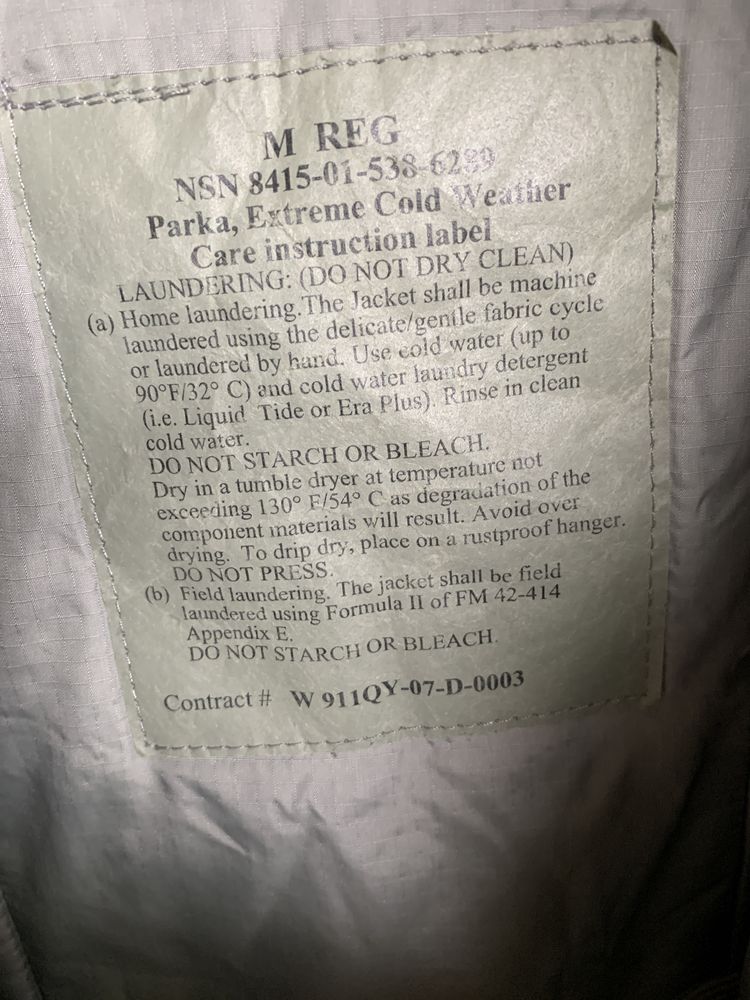 M REG
NSN 8415-01-538-6289
Parka, Extreme Cold Weather
Care instruction label
LAUNDERING: (DO NOT DRY CLEAN)
(a) Home laundering.The Jacket shall be machine
laundered using the delicate/gentle fabric cycle
or laundered by hand. Use cold water (up to
90°F/32° C) and cold water laundry detergent
(i.e. Liquid Tide or Era Plus). Rinse in clean
cold water.
DO NOT STARCH OR BLEACH.
Dry in a tumble dryer at temperature not
exceeding 130° F/54° C as degradation of the
component materials will result. Avoid over
drying. To drip dry, place on a rustproof hanger.
DO NOT PRESS.
(b) Field laundering. The jacket shall be field
laundered using Formula II of FM 42-414
Appendix E.
DO NOT STARCH OR BLEACH.
Contract # W 911QY-07-D-0003